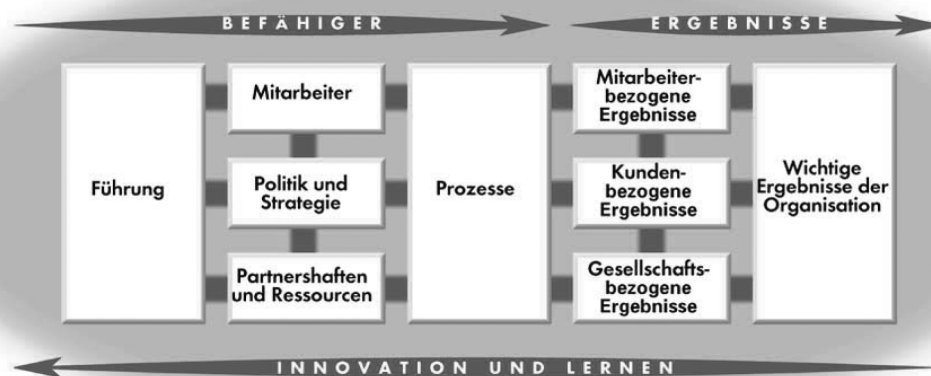 BEFÄHIGER
ERGEBNISSE
Führung
Mitarbeiter
Politik und
Strategie
Partnershaften
und Ressourcen
Prozesse
Mitarbeiter-
bezogene
Ergebnisse
Kunden-
bezogene
Ergebnisse
Gesellschafts-
bezogene
Ergebnisse
Wichtige
Ergebnisse der
Organisation
INNOVATION UND LERNEN